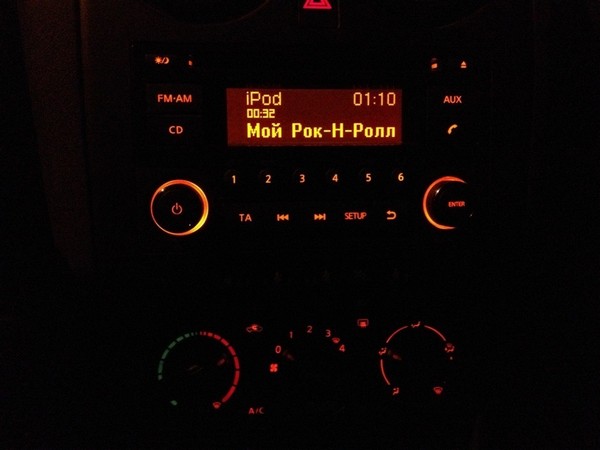 FM•AM
CD
iPod 01:10
00:32
Мой Рок-Н-Ролл
AUX
1 2 3 4 5 6
TA SETUP
ENTER
0 1 2 3 4
A/C